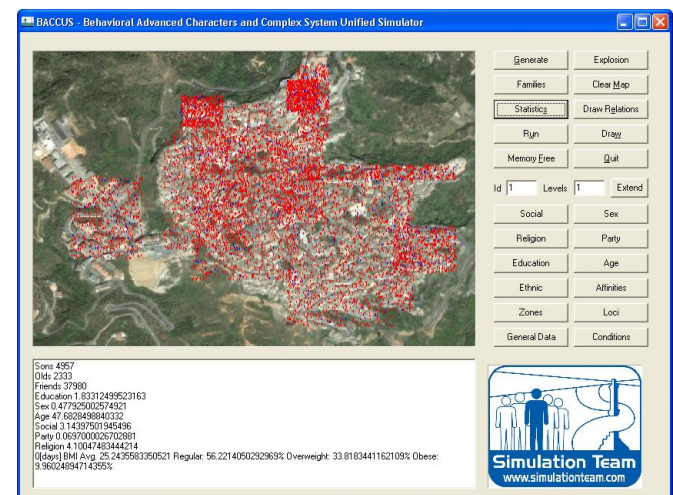 BACCUS - Behavioral Advanced Characters and Complex System Unified Simulator
Generate Explosion
Families Clear Map
Statistics Draw Relations
Run Draw
Memory Free Quit
Id 1 Levels 1 Extend
Social Sex
Religion Party
Education Age
Ethnic Affinities
Zones Loci
General Data Conditions
Sons 4957
Olds 2333
Friends 37980
Education 1.83312499523163
Sex 0.477925002574921
Age 47.6828498840332
Social 3.14397501945496
Party 0.0697000026702881
Religion 4.10047483444214
0[days] BMI Avg. 25.2435583350521 Regular: 56.2214050292969% Overweight: 33.8183441162109% Obese:
9.96024894714355%
Simulation Team
www.simulationteam.com